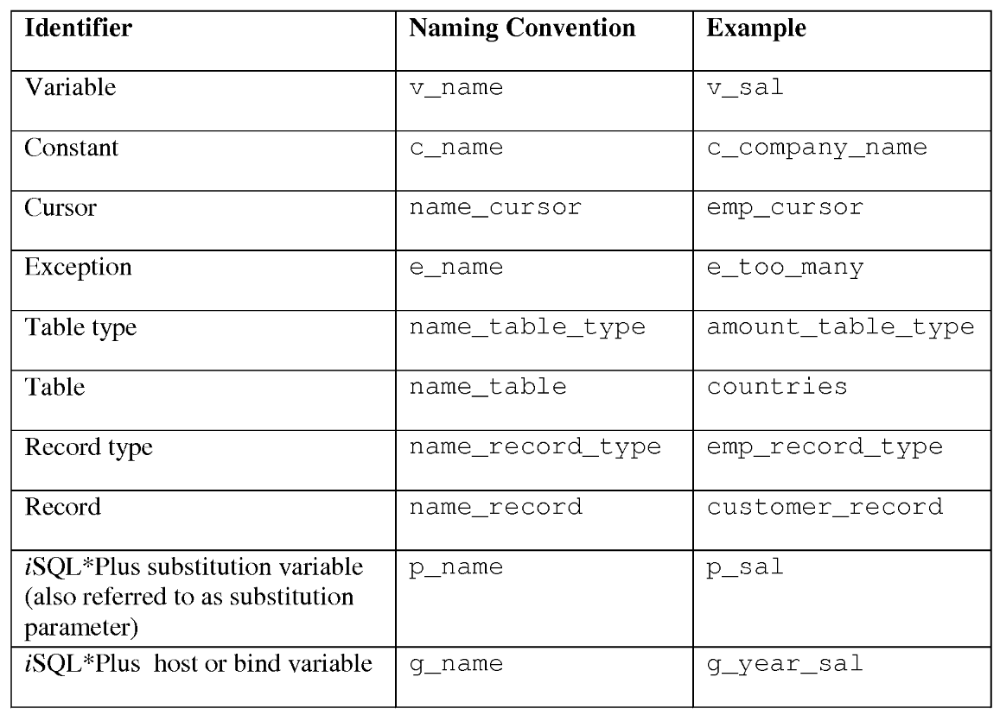 Identifier Naming Convention Example
Variable v_name v_sal
Constant c_name c_company_name
Cursor name_cursor emp_cursor
Exception e_name e_too_many
Table type name_table_type amount_table_type
Table name_table countries
Record type name_record_type emp_record_type
Record name_record customer_record
iSQL*Plus substitution variable p_name p_sal
(also referred to as substitution
parameter)
iSQL*Plus host or bind variable g_name g_year_sal